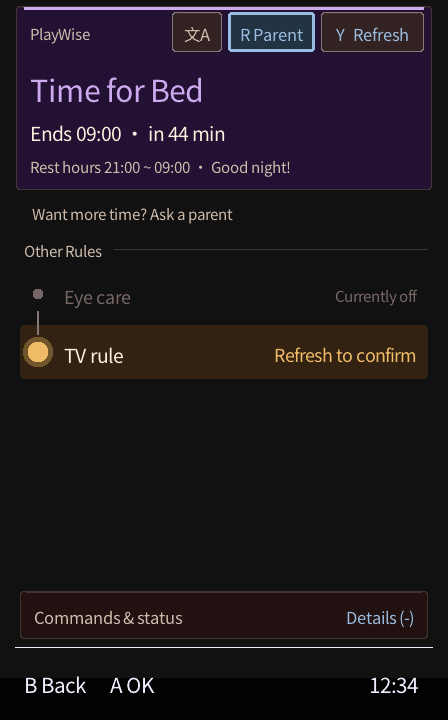 PlayWise 文A R Parent Y Refresh
Time for Bed
Ends 09:00 • in 44 min
Rest hours 21:00 ~ 09:00 • Good night!
Want more time? Ask a parent
Other Rules
Eye care Currently off
TV rule Refresh to confirm
Commands & status Details (-)
B Back A OK 12:34